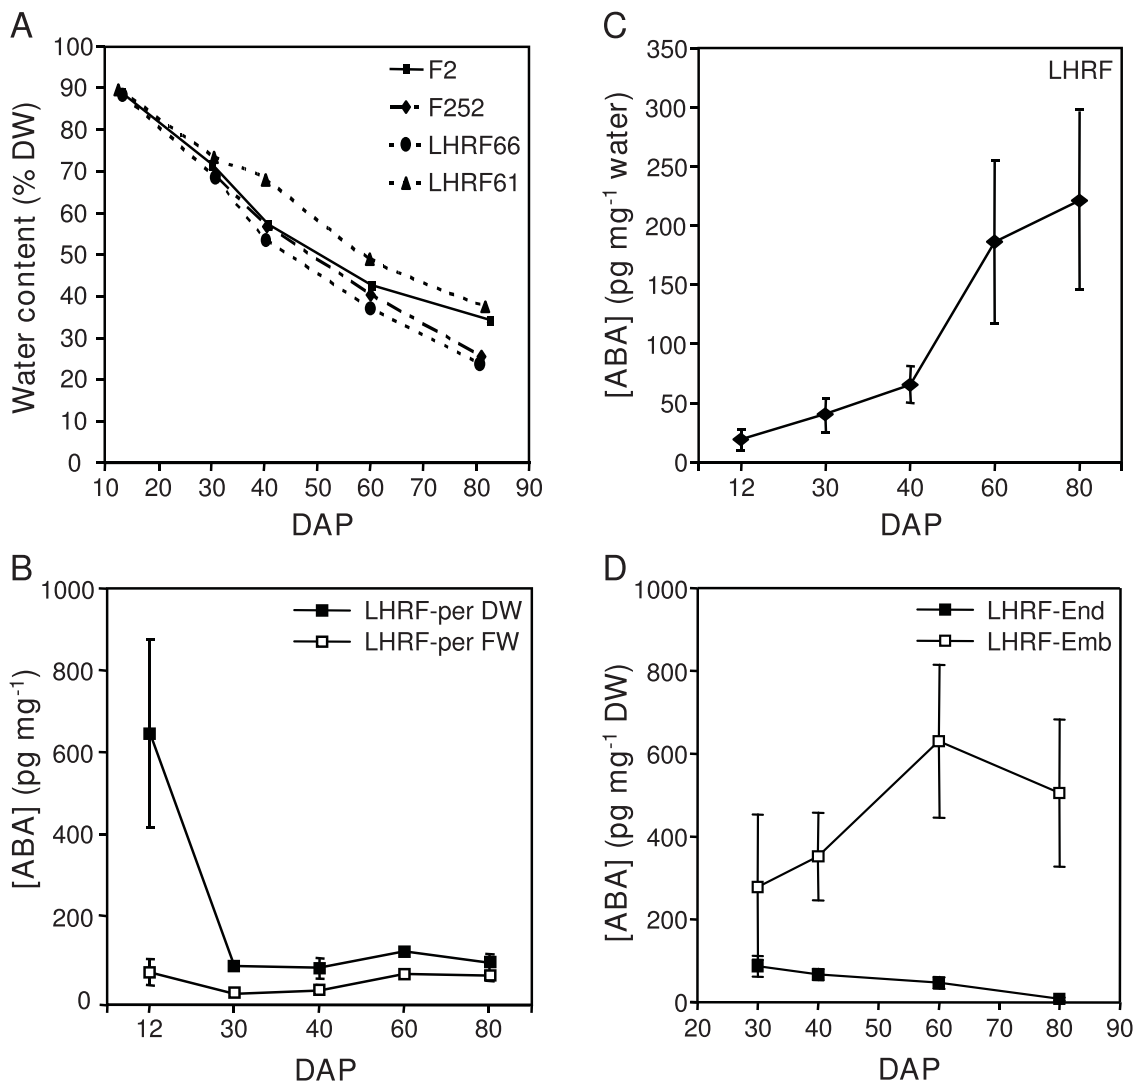 A
Water content (% DW)
100
90
80
70
60
50
40
30
20
10
0
F2
F252
LHRF66
LHRF61
10 20 30 40 50 60 70 80 90
DAP
C
[ABA] (pg mg⁻¹ water)
350
300
250
200
150
100
50
0
LHRF
12 30 40 60 80
DAP
B
[ABA] (pg mg⁻¹)
1000
800
600
400
200
0
LHRF-per DW
LHRF-per FW
12 30 40 60 80
DAP
D
[ABA] (pg mg⁻¹ DW)
1000
800
600
400
200
0
LHRF-End
LHRF-Emb
20 30 40 50 60 70 80 90
DAP